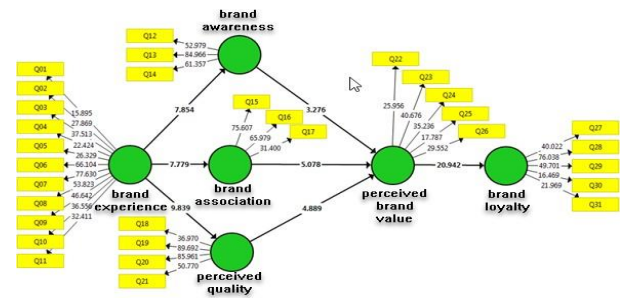 brand
awareness
Q12
Q13
Q14
52.979
84.966
61.357
Q01
Q02
Q03
Q04
Q05
Q06
Q07
Q08
Q09
Q10
Q11
15.895
27.869
37.513
22.424
26.329
66.104
77.630
53.823
46.642
36.556
32.411
brand
experience
7.854
7.779
9.839
Q15
Q16
Q17
75.607
65.979
31.400
brand
association
Q18
Q19
Q20
Q21
36.970
89.692
85.961
50.770
perceived
quality
3.276
5.078
4.889
Q22
Q23
Q24
Q25
Q26
25.956
40.676
35.236
17.787
29.552
perceived
brand
value
20.942
brand
loyalty
40.022
76.038
49.701
16.469
21.969
Q27
Q28
Q29
Q30
Q31